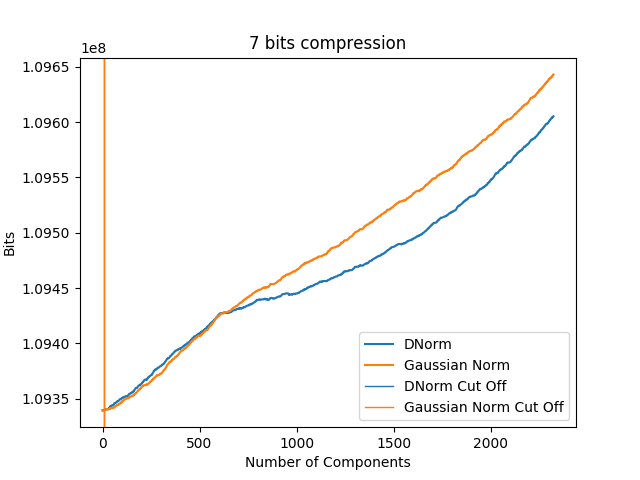 7 bits compression
1e8
1.0965
1.0960
1.0955
1.0950
1.0945
1.0940
1.0935
Bits
0 500 1000 1500 2000
Number of Components
DNorm
Gaussian Norm
DNorm Cut Off
Gaussian Norm Cut Off